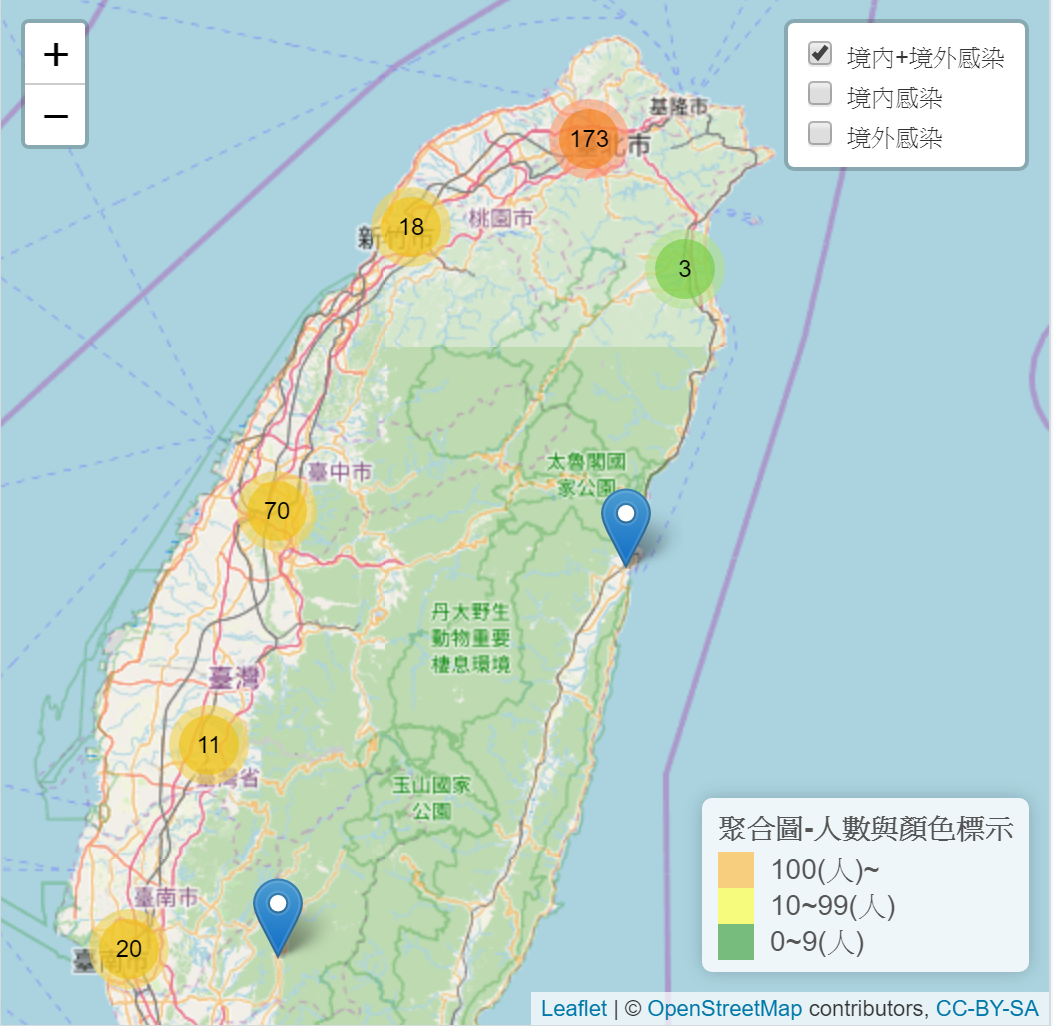 +
−
境內+境外感染
境內感染
境外感染
基隆市
173
臺北市
18
桃園市
新竹市
3
臺中市
太魯閣國
家公園
70
丹大野生
動物重要
棲息環境
臺灣
11
臺灣省
玉山國家
公園
臺南市
20
臺南市
聚合圖-人數與顏色標示
100(人)~
10~99(人)
0~9(人)
Leaflet | © OpenStreetMap contributors, CC-BY-SA